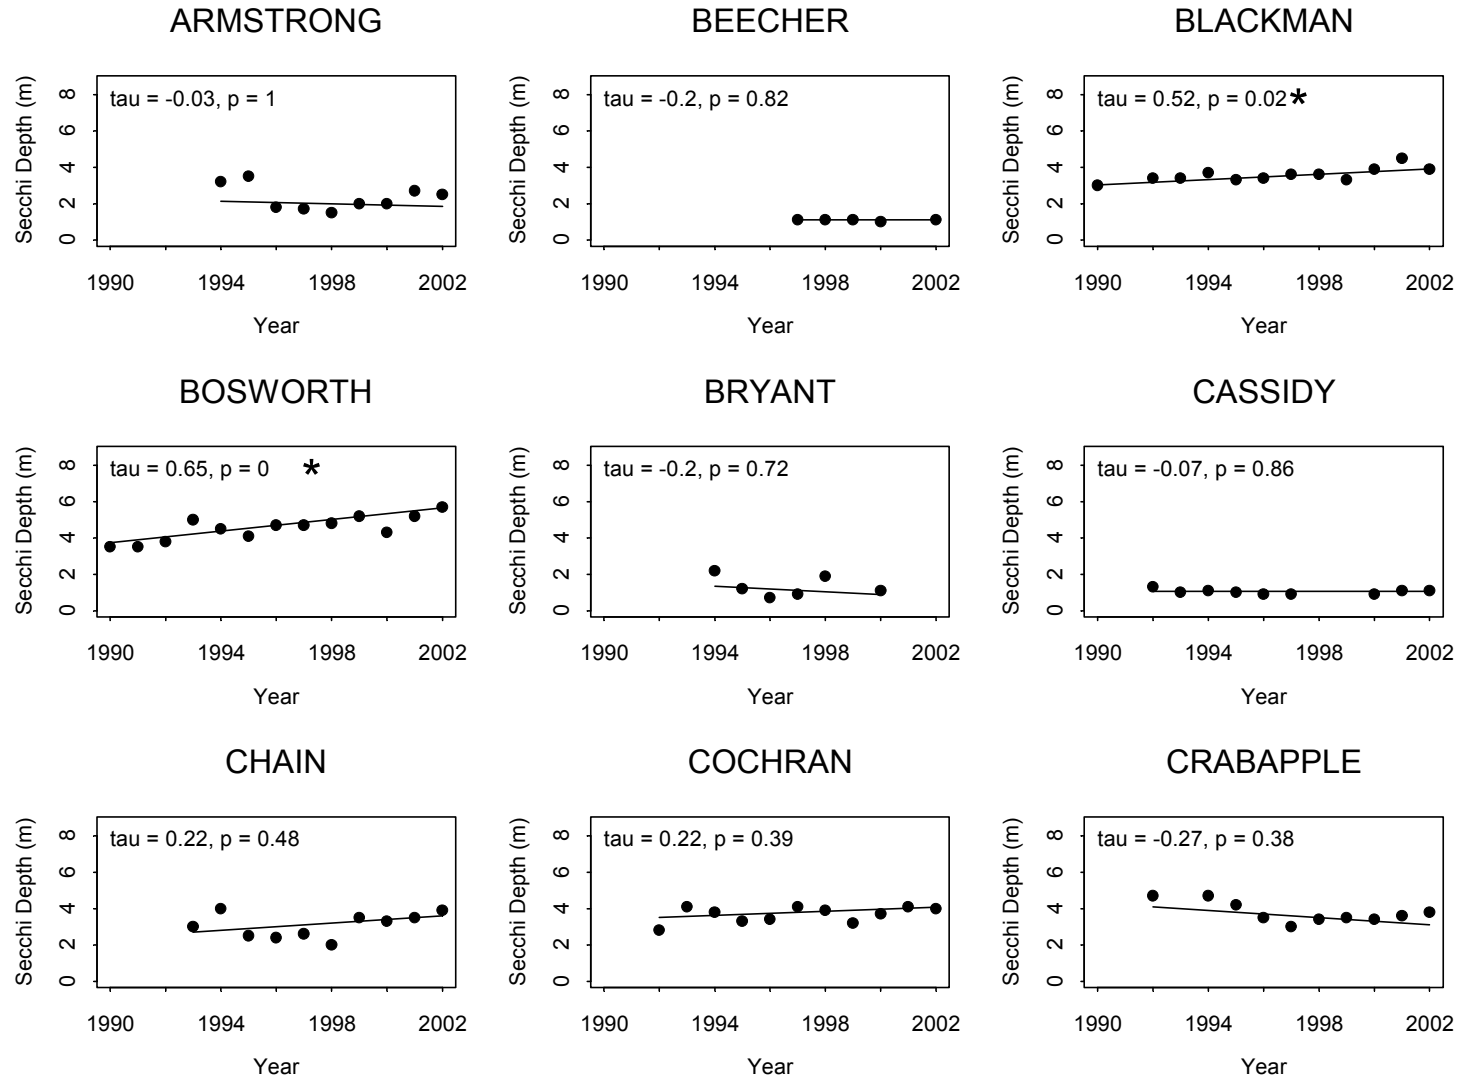 ARMSTRONG BEECHER BLACKMAN
Secchi Depth (m) Secchi Depth (m) Secchi Depth (m)
8 8 8
tau = -0.03, p = 1 tau = -0.2, p = 0.82 tau = 0.52, p = 0.02 *
6 6 6
4 4 4
2 2 2
0 0 0
1990 1994 1998 2002 1990 1994 1998 2002 1990 1994 1998 2002
Year Year Year
BOSWORTH BRYANT CASSIDY
Secchi Depth (m) Secchi Depth (m) Secchi Depth (m)
8 8 8
tau = 0.65, p = 0 * tau = -0.2, p = 0.72 tau = -0.07, p = 0.86
6 6 6
4 4 4
2 2 2
0 0 0
1990 1994 1998 2002 1990 1994 1998 2002 1990 1994 1998 2002
Year Year Year
CHAIN COCHRAN CRABAPPLE
Secchi Depth (m) Secchi Depth (m) Secchi Depth (m)
8 8 8
tau = 0.22, p = 0.48 tau = 0.22, p = 0.39 tau = -0.27, p = 0.38
6 6 6
4 4 4
2 2 2
0 0 0
1990 1994 1998 2002 1990 1994 1998 2002 1990 1994 1998 2002
Year Year Year